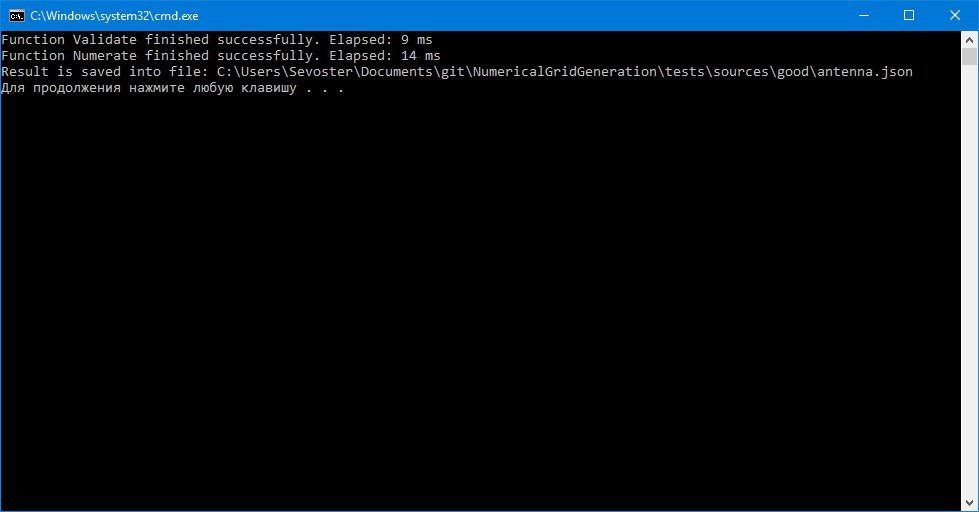 C:\Windows\system32\cmd.exe
Function Validate finished successfully. Elapsed: 9 ms
Function Numerate finished successfully. Elapsed: 14 ms
Result is saved into file: C:\Users\Sevoster\Documents\git\NumericalGridGeneration\tests\sources\good\antenna.json
Для продолжения нажмите любую клавишу . . .